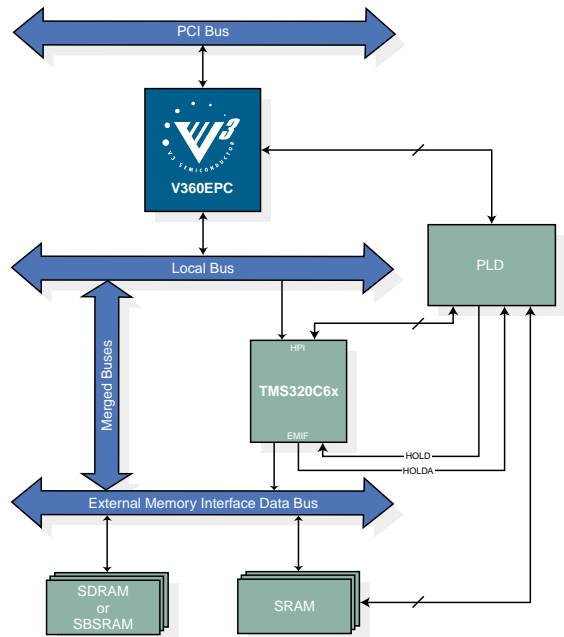 PCI Bus
V3
V3 SEMICONDUCTOR
V360EPC
Local Bus
PLD
Merged Buses
HPI
TMS320C6x
EMIF
HOLD
HOLDA
External Memory Interface Data Bus
SDRAM
or
SBSRAM
SRAM